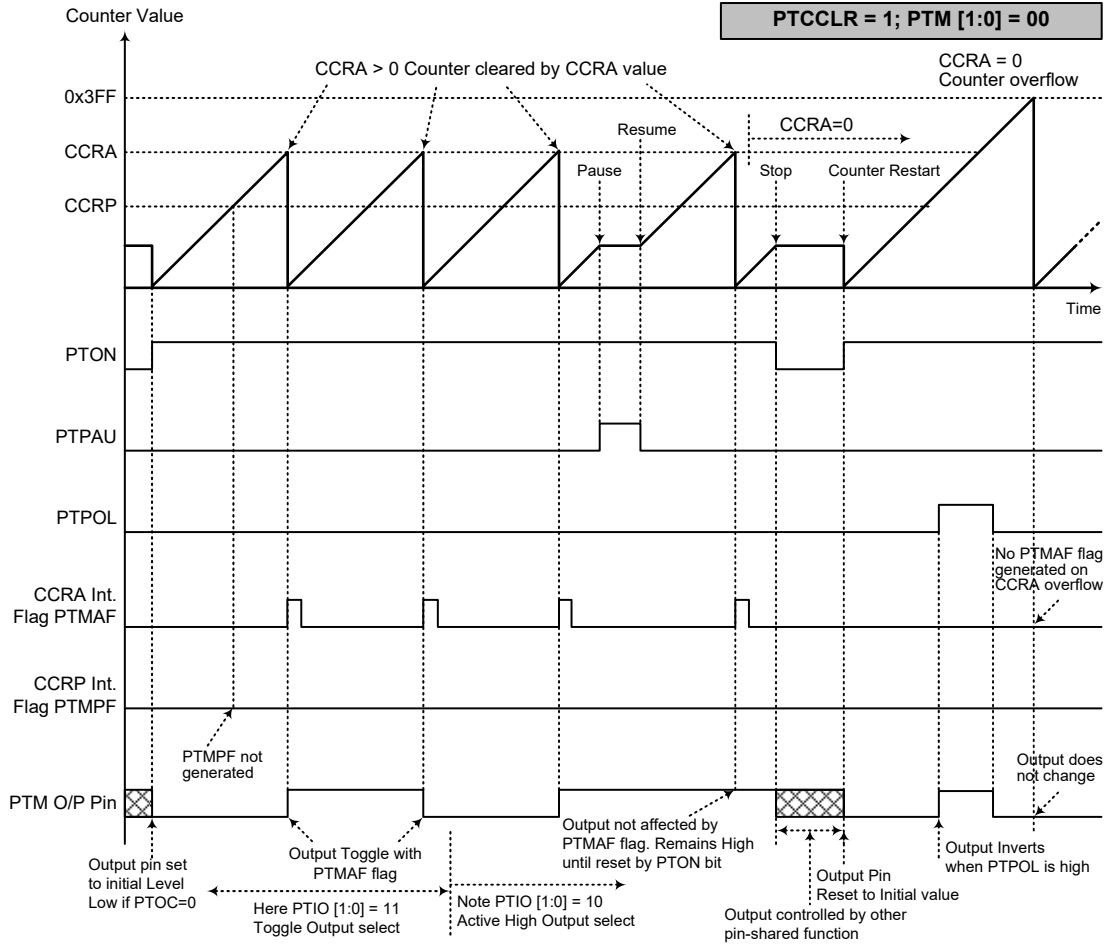 Counter Value
PTCCLR = 1; PTM [1:0] = 00
CCRA > 0 Counter cleared by CCRA value
CCRA = 0
Counter overflow
0x3FF
CCRA=0
Resume
CCRA
Pause
Stop
Counter Restart
CCRP
Time
PTON
PTPAU
PTPOL
No PTMAF flag
generated on
CCRA overflow
CCRA Int.
Flag PTMAF
CCRP Int.
Flag PTMPF
PTMPF not
generated
Output does
not change
PTM O/P Pin
Output pin set
to initial Level
Low if PTOC=0
Output Toggle with
PTMAF flag
Output not affected by
PTMAF flag. Remains High
until reset by PTON bit
Output Inverts
when PTPOL is high
Output Pin
Reset to Initial value
Here PTIO [1:0] = 11
Toggle Output select
Note PTIO [1:0] = 10
Active High Output select
Output controlled by other
pin-shared function